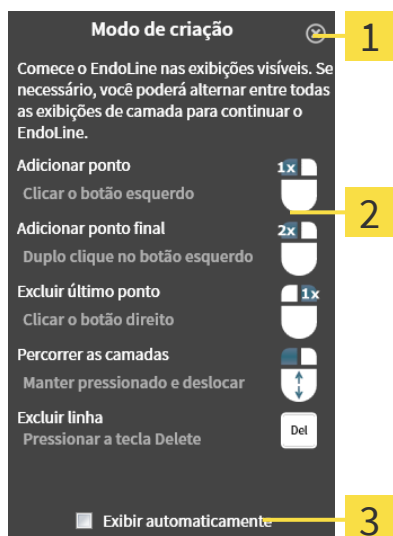 Modo de criação
1
Comece o EndoLine nas exibições visíveis. Se
necessário, você poderá alternar entre todas
as exibições de camada para continuar o
EndoLine.
Adicionar ponto
1x
Clicar o botão esquerdo
2
Adicionar ponto final
2x
Duplo clique no botão esquerdo
Excluir último ponto
1x
Clicar o botão direito
Percorrer as camadas
Manter pressionado e deslocar
Excluir linha
Del
Pressionar a tecla Delete
Exibir automaticamente
3